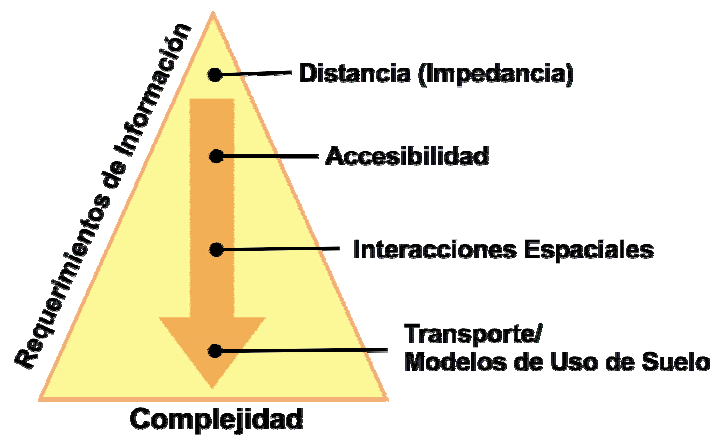 Requerimientos de Información
Distancia (Impedancia)
Accesibilidad
Interacciones Espaciales
Transporte/
Modelos de Uso de Suelo
Complejidad